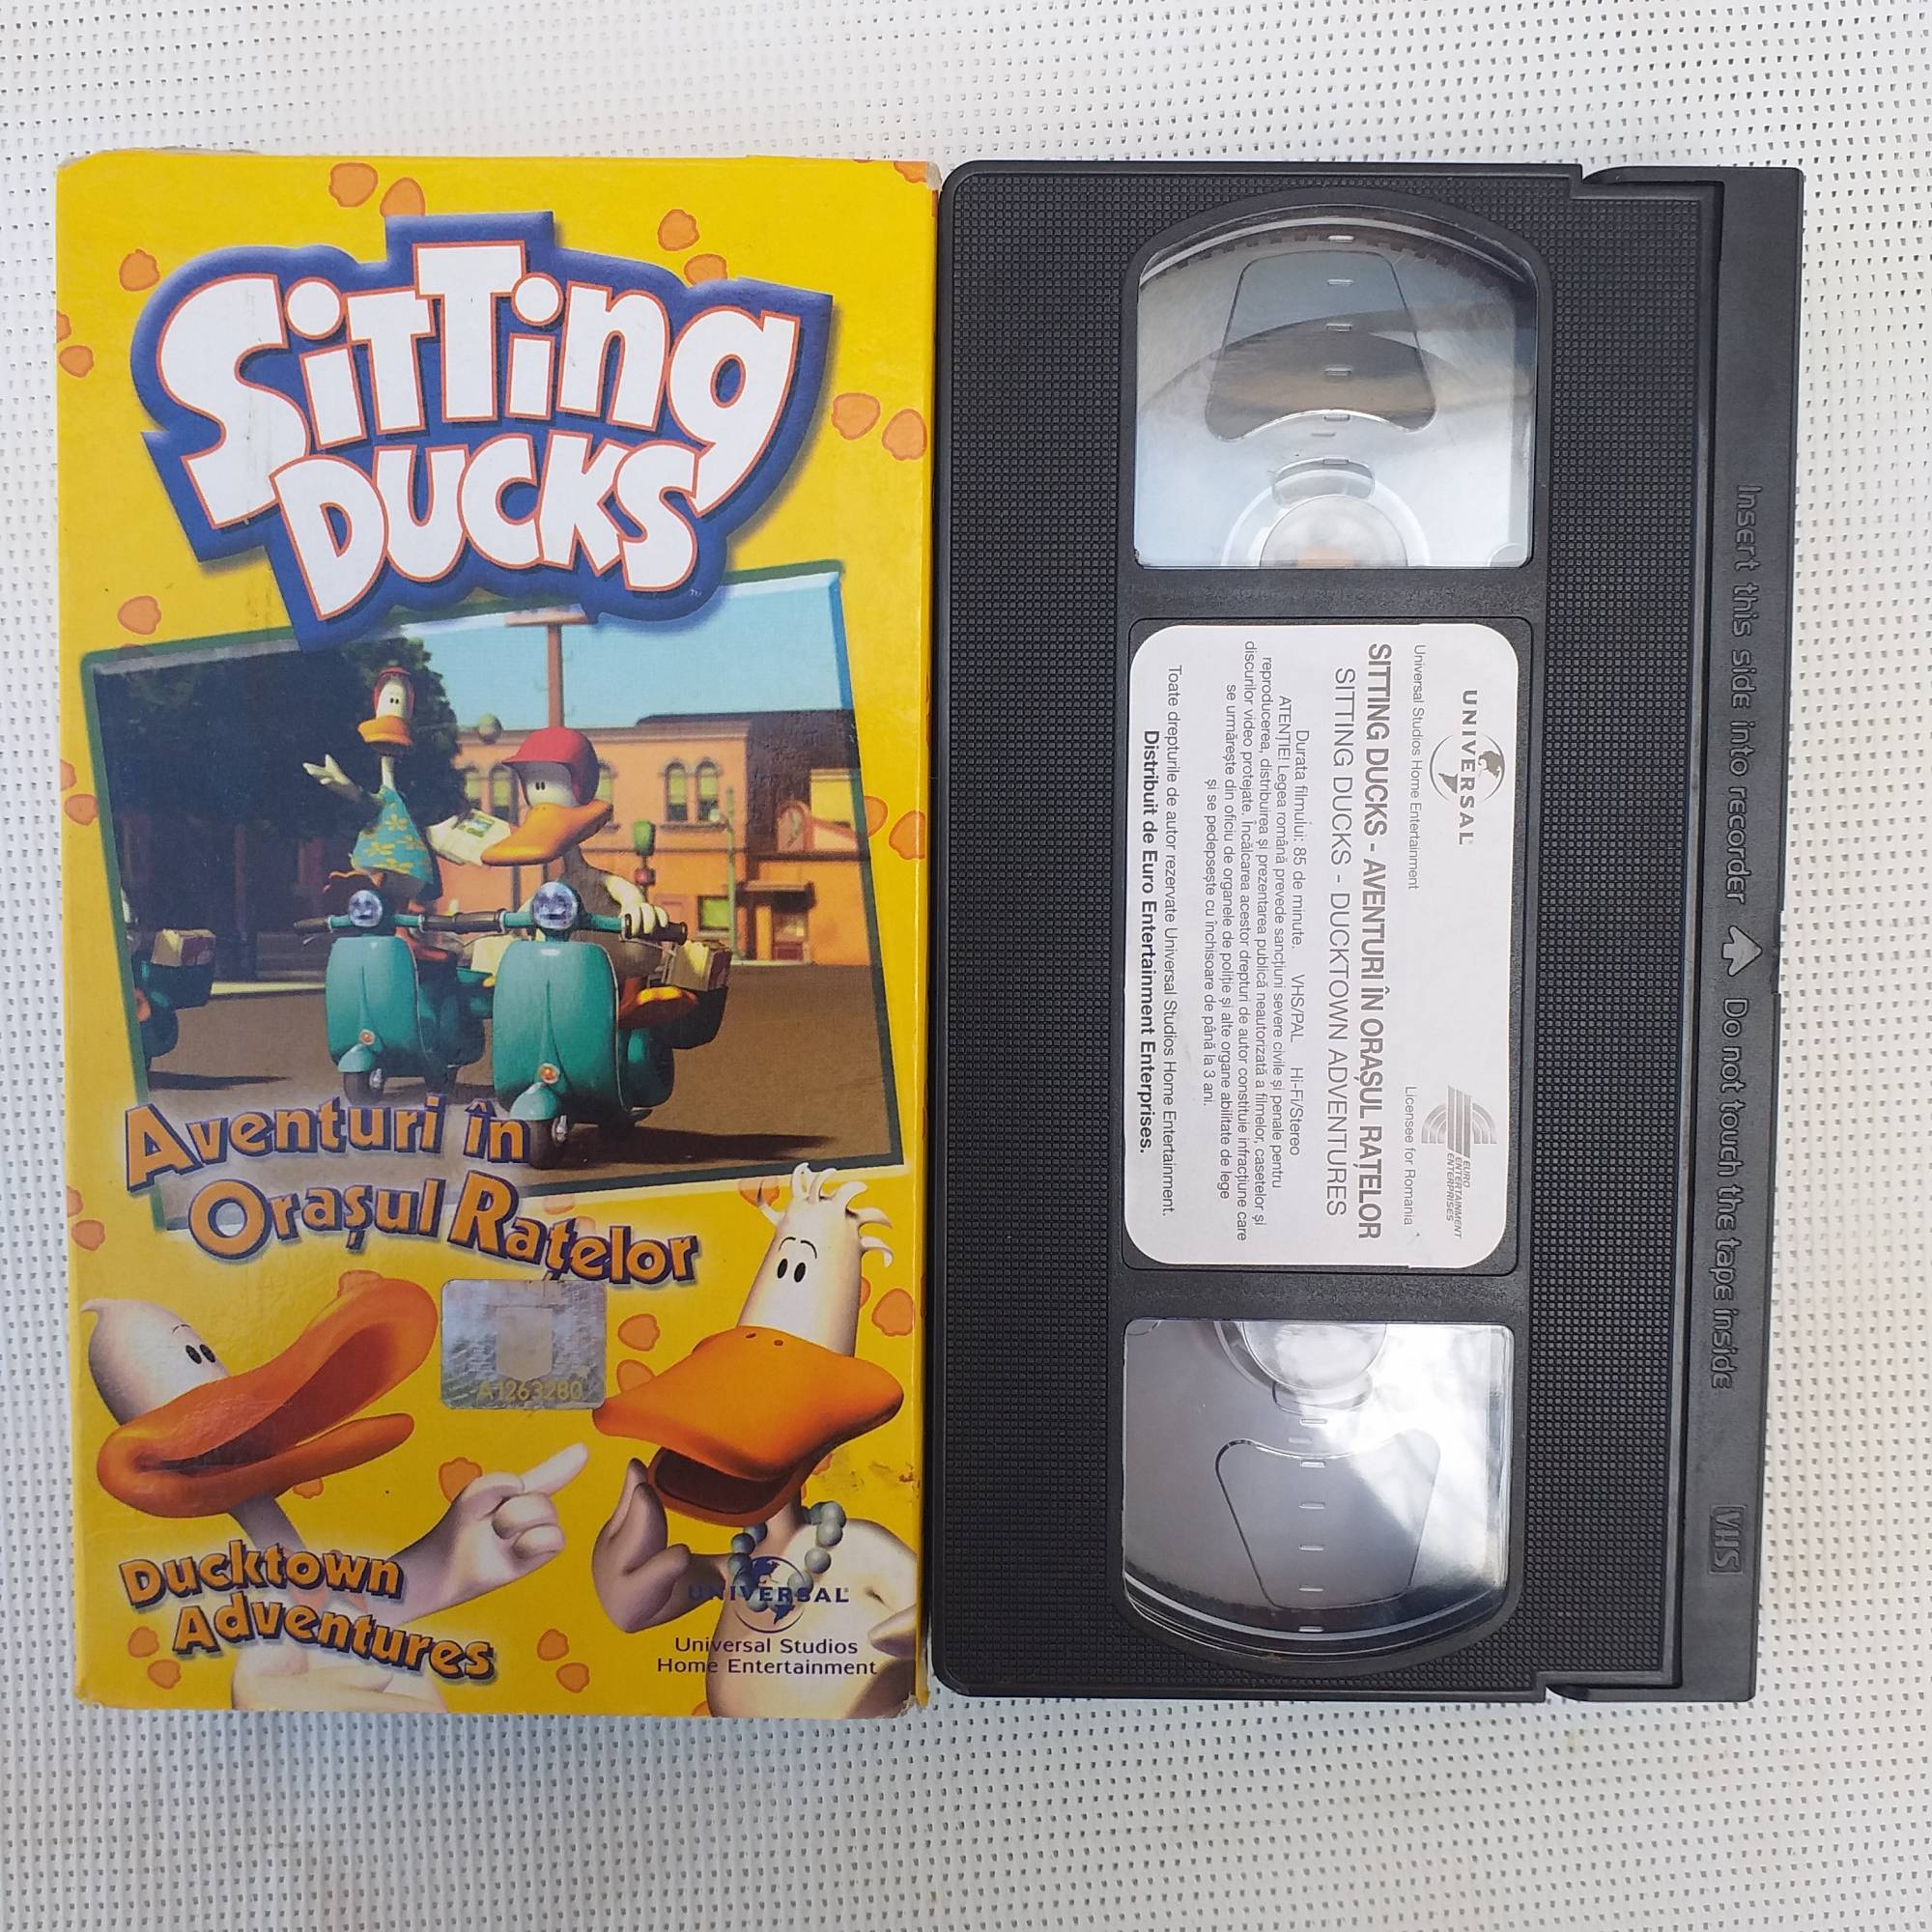 SITTING
DUCKS
TM
Aventuri în
Orașul Rațelor
A1263280
Ducktown
Adventures
UNIVERSAL
Universal Studios
Home Entertainment
UNIVERSAL
Universal Studios Home Entertainment
EURO
ENTERTAINMENT
ENTERPRISES
Licensee for Romania
SITTING DUCKS - AVENTURI ÎN ORAȘUL RAȚELOR
SITTING DUCKS - DUCKTOWN ADVENTURES
Durata filmului: 85 de minute. VHS/PAL Hi-Fi/Stereo
ATENȚIE! Legea română prevede sancțiuni severe civile și penale pentru
reproducerea, distribuirea și prezentarea publică neautorizată a filmelor, casetelor și
discurilor video protejate. Încălcarea acestor drepturi de autor constituie infracțiune care
se urmărește din oficiu de organele de poliție și alte organe abilitate de lege
și se pedepsește cu închisoare de până la 3 ani.
Toate drepturile de autor rezervate Universal Studios Home Entertainment.
Distribuit de Euro Entertainment Enterprises.
Insert this side into recorder Do not touch the tape inside
VHS